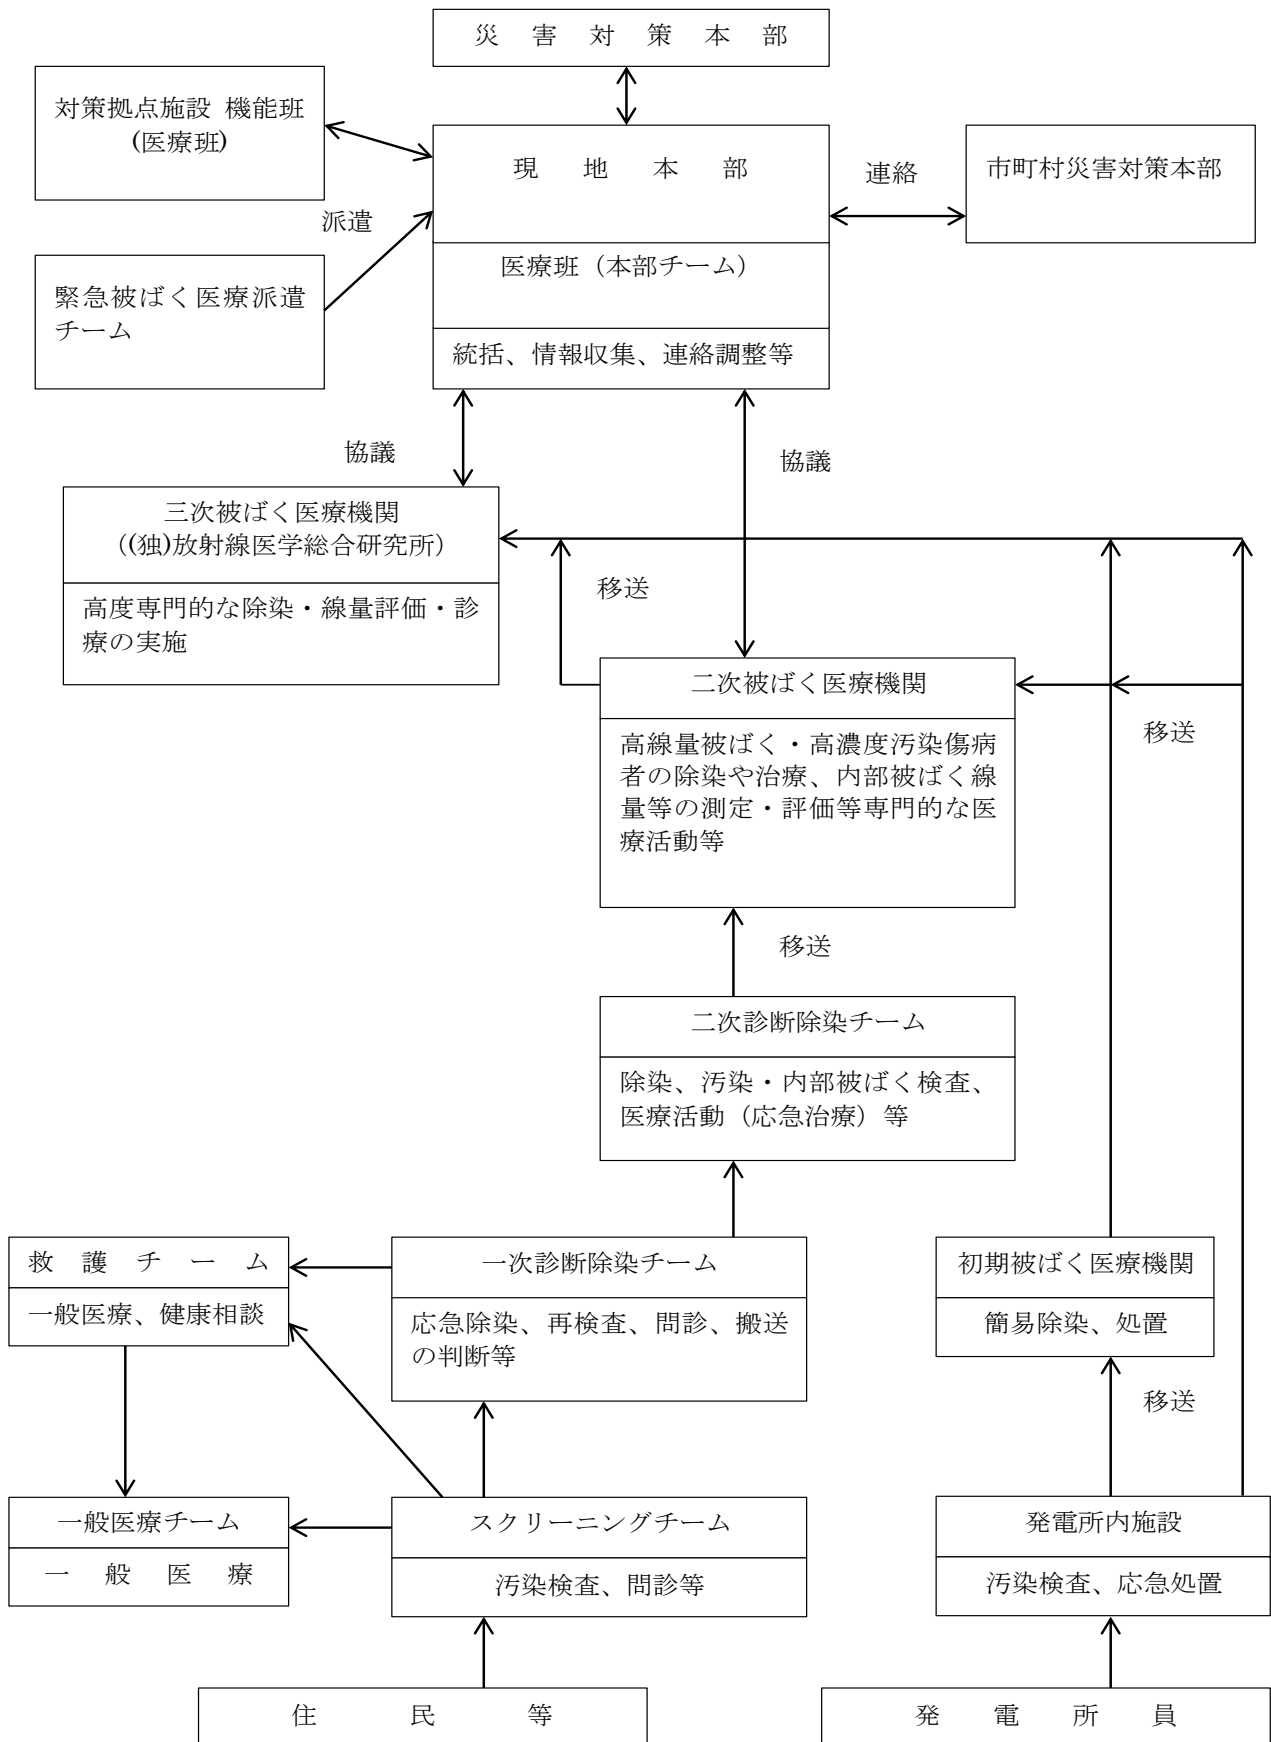 災害対策本部
対策拠点施設 機能班
(医療班)
現地本部
連絡
市町村災害対策本部
派遣
医療班（本部チーム）
緊急被ばく医療派遣
チーム
統括、情報収集、連絡調整等
協議
協議
三次被ばく医療機関
（(独)放射線医学総合研究所）
移送
高度専門的な除染・線量評価・診
療の実施
二次被ばく医療機関
移送
高線量被ばく・高濃度汚染傷病
者の除染や治療、内部被ばく線
量等の測定・評価等専門的な医
療活動等
移送
二次診断除染チーム
除染、汚染・内部被ばく検査、
医療活動（応急治療）等
救護チーム
一般医療、健康相談
一次診断除染チーム
応急除染、再検査、問診、搬送
の判断等
初期被ばく医療機関
簡易除染、処置
移送
一般医療チーム
一般医療
スクリーニングチーム
汚染検査、問診等
発電所内施設
汚染検査、応急処置
住民等
発電所員